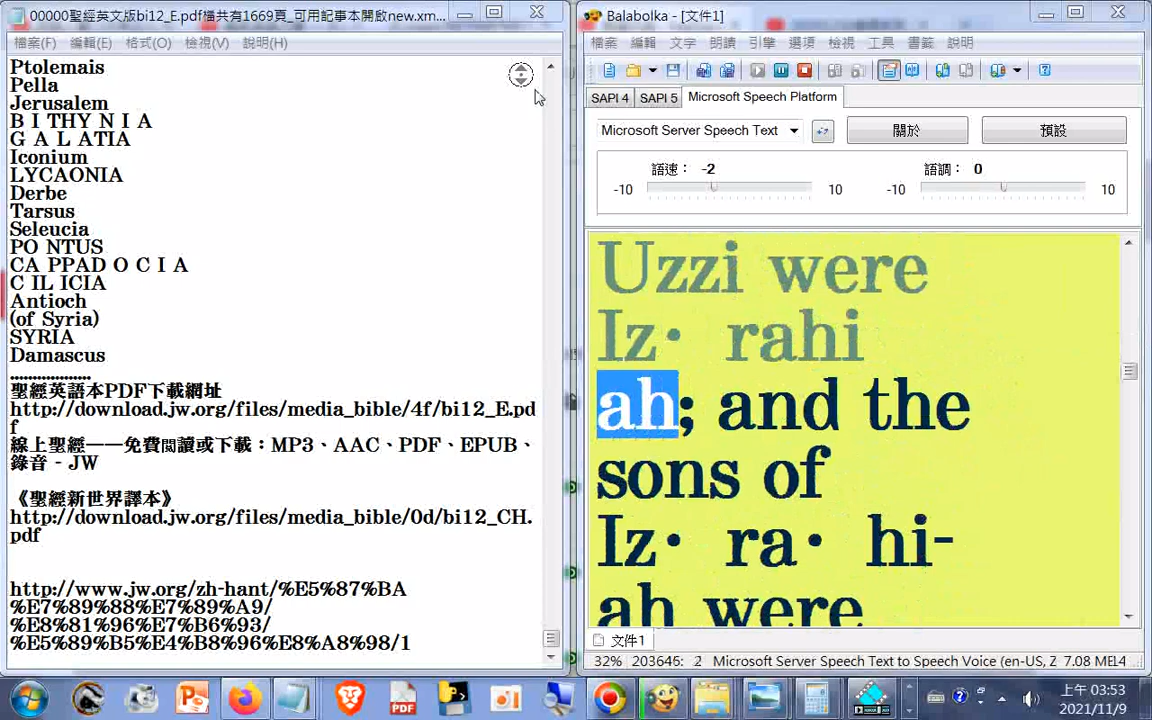 00000聖經英文版bi12_E.pdf檔共有1669頁_可用記事本開啟new.xm...
檔案(F) 編輯(E) 格式(O) 檢視(V) 說明(H)
Ptolemais
Pella
Jerusalem
B I THY N I A
G A L ATIA
Iconium
LYCAONIA
Derbe
Tarsus
Seleucia
PO NTUS
CA PPAD O C I A
C IL ICIA
Antioch
(of Syria)
SYRIA
Damascus
..................
聖經英語本PDF下載網址
http://download.jw.org/files/media_bible/4f/bi12_E.pd
f
線上聖經——免費閱讀或下載：MP3、AAC、PDF、EPUB、
錄音 - JW
《聖經新世界譯本》
http://download.jw.org/files/media_bible/0d/bi12_CH.
pdf
http://www.jw.org/zh-hant/%E5%87%BA
%E7%89%88%E7%89%A9/
%E8%81%96%E7%B6%93/
%E5%89%B5%E4%B8%96%E8%A8%98/1
Balabolka - [文件1]
檔案 編輯 文字 朗讀 引擎 選項 檢視 工具 書籤 說明
SAPI 4 SAPI 5 Microsoft Speech Platform
Microsoft Server Speech Text 關於 預設
語速： -2 語調： 0
-10 10 -10 10
Uzzi were
Iz· rahi
ah; and the
sons of
Iz· ra· hi-
ah were
文件1
32% 203646: 2 Microsoft Server Speech Text to Speech Voice (en-US, Z 7.08 MEL4
上午 03:53
2021/11/9